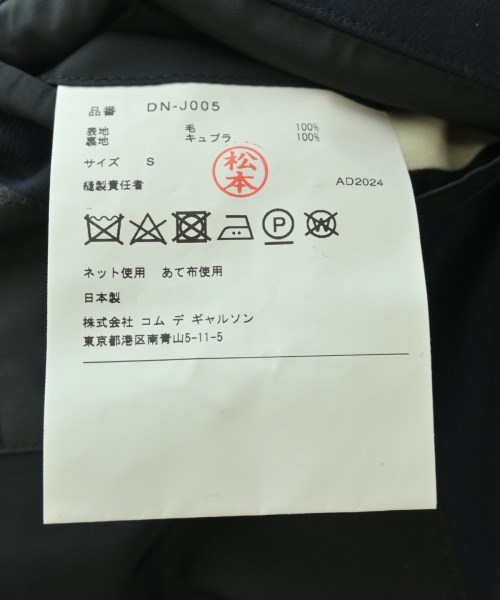 品番 DN-J005
表地 毛 100%
裏地 キュプラ 100%
サイズ S
松本
縫製責任者 AD2024
P W
ネット使用 あて布使用
日本製
株式会社 コム デ ギャルソン
東京都港区南青山5-11-5